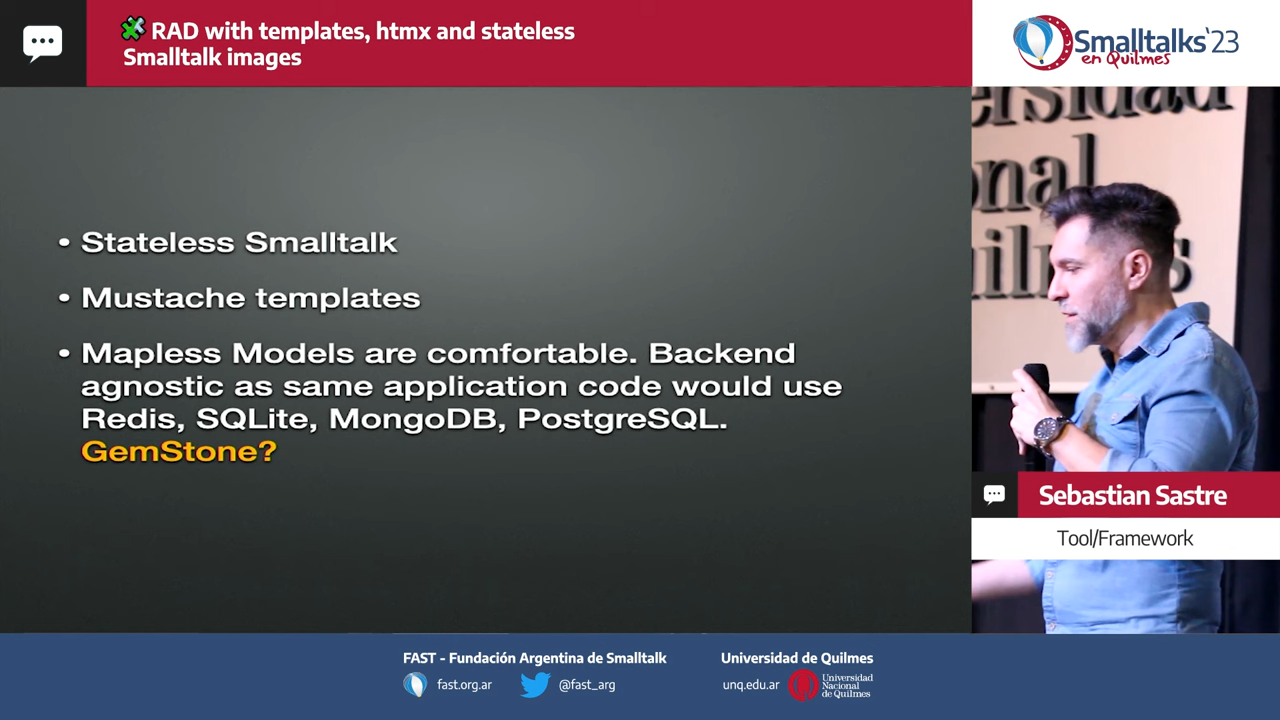 RAD with templates, htmx and stateless
Smalltalk images
Smalltalks'23
en Quilmes
• Stateless Smalltalk
• Mustache templates
• Mapless Models are comfortable. Backend
agnostic as same application code would use
Redis, SQLite, MongoDB, PostgreSQL.
GemStone?
Sebastian Sastre
Tool/Framework
FAST - Fundación Argentina de Smalltalk
fast.org.ar
@fast_arg
Universidad de Quilmes
unq.edu.ar
Universidad
Nacional
de Quilmes